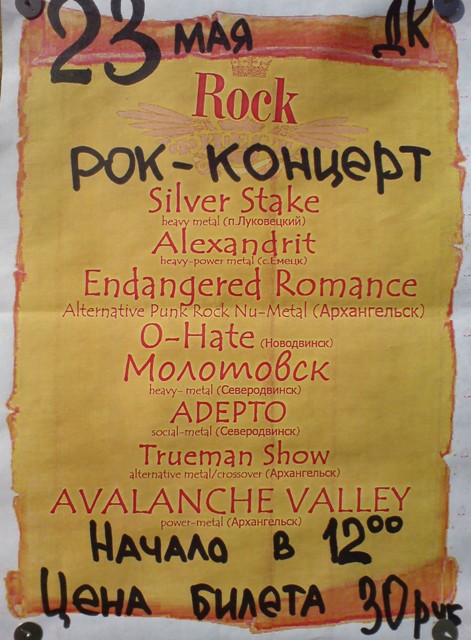 23 МАЯ ДК
Rock
РОК-КОНЦЕРТ
Silver Stake
heavy metal (п.Луковецкий)
Alexandrit
heavy-power metal (с.Емецк)
Endangered Romance
Alternative Punk Rock Nu-Metal (Архангельск)
O-Hate (Новодвинск)
Молотовск
heavy- metal (Северодвинск)
ADEPTO
social-metal (Северодвинск)
Trueman Show
alternative metal/crossover (Архангельск)
AVALANCHE VALLEY
power-metal (Архангельск)
НАЧАЛО В 12⁰⁰
ЦЕНА БИЛЕТА 30 руб